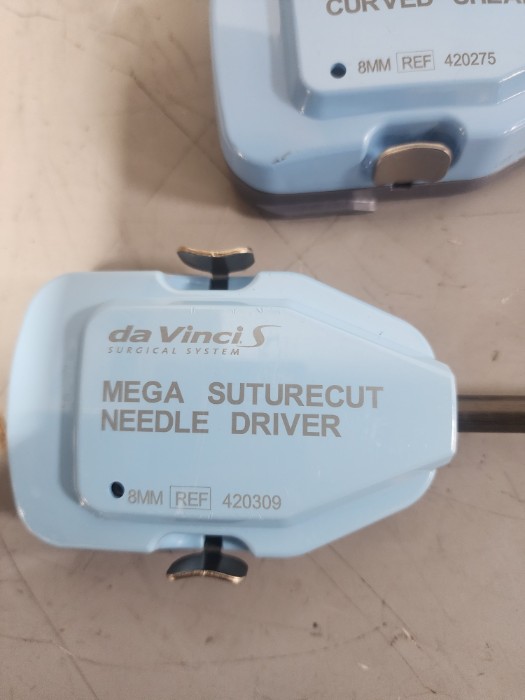 CURVED
8MM REF 420275
da Vinci S
SURGICAL SYSTEM
MEGA SUTURECUT
NEEDLE DRIVER
8MM REF 420309